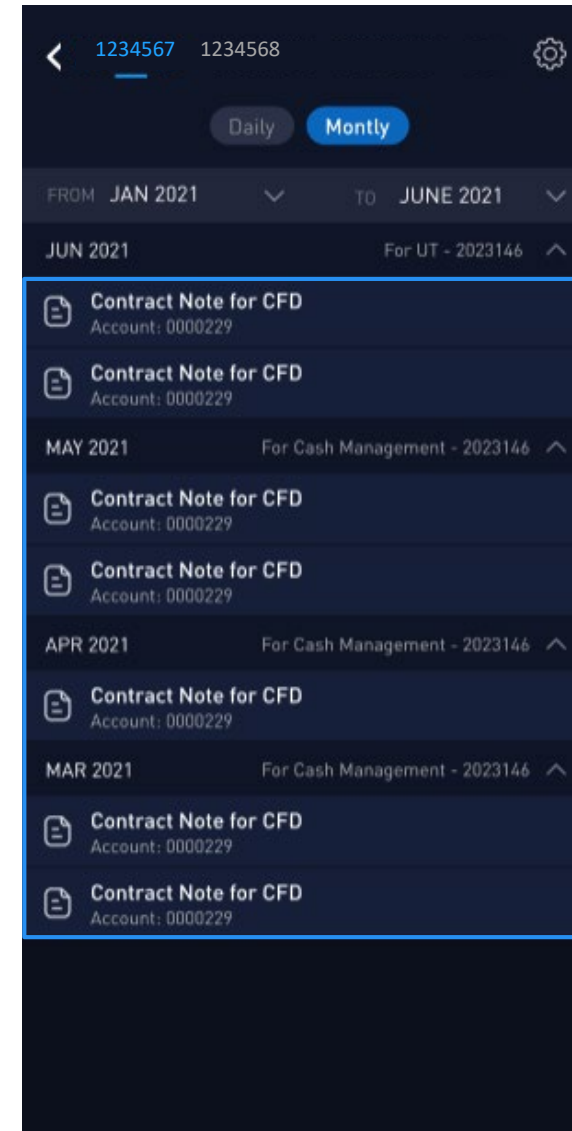 1234567 1234568
Daily Montly
FROM JAN 2021 TO JUNE 2021
JUN 2021 For UT - 2023146
Contract Note for CFD
Account: 0000229
Contract Note for CFD
Account: 0000229
MAY 2021 For Cash Management - 2023146
Contract Note for CFD
Account: 0000229
Contract Note for CFD
Account: 0000229
APR 2021 For Cash Management - 2023146
Contract Note for CFD
Account: 0000229
MAR 2021 For Cash Management - 2023146
Contract Note for CFD
Account: 0000229
Contract Note for CFD
Account: 0000229